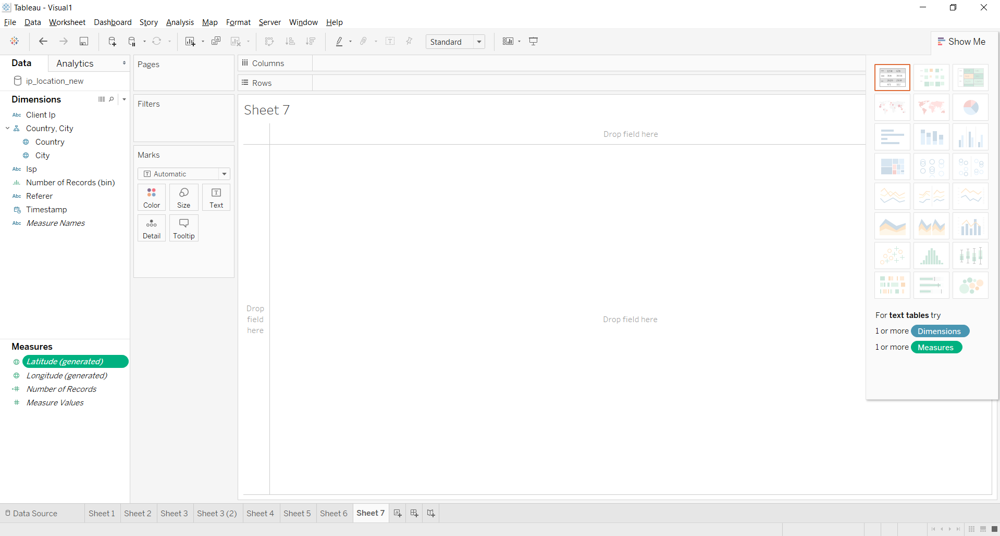 Tableau - Visual1
File Data Worksheet Dashboard Story Analysis Map Format Server Window Help
Standard
Show Me
Data Analytics
ip_location_new
Dimensions
Abc Client Ip
Country, City
Country
City
Abc Isp
Number of Records (bin)
Abc Referer
Timestamp
Abc Measure Names
Measures
Latitude (generated)
Longitude (generated)
=# Number of Records
# Measure Values
Pages
Filters
Marks
T Automatic
Color Size T Text
Detail Tooltip
Columns
Rows
Sheet 7
Drop field here
Drop
field
here
Drop field here
For text tables try
1 or more Dimensions
1 or more Measures
Data Source Sheet 1 Sheet 2 Sheet 3 Sheet 3 (2) Sheet 4 Sheet 5 Sheet 6 Sheet 7